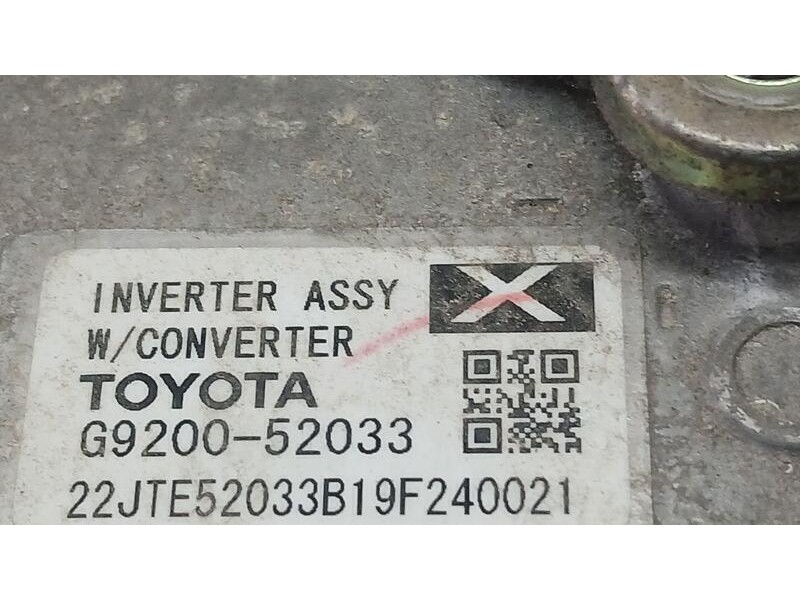 INVERTER ASSY
X
W/CONVERTER
TOYOTA
G9200-52033
22JTE52033B19F240021